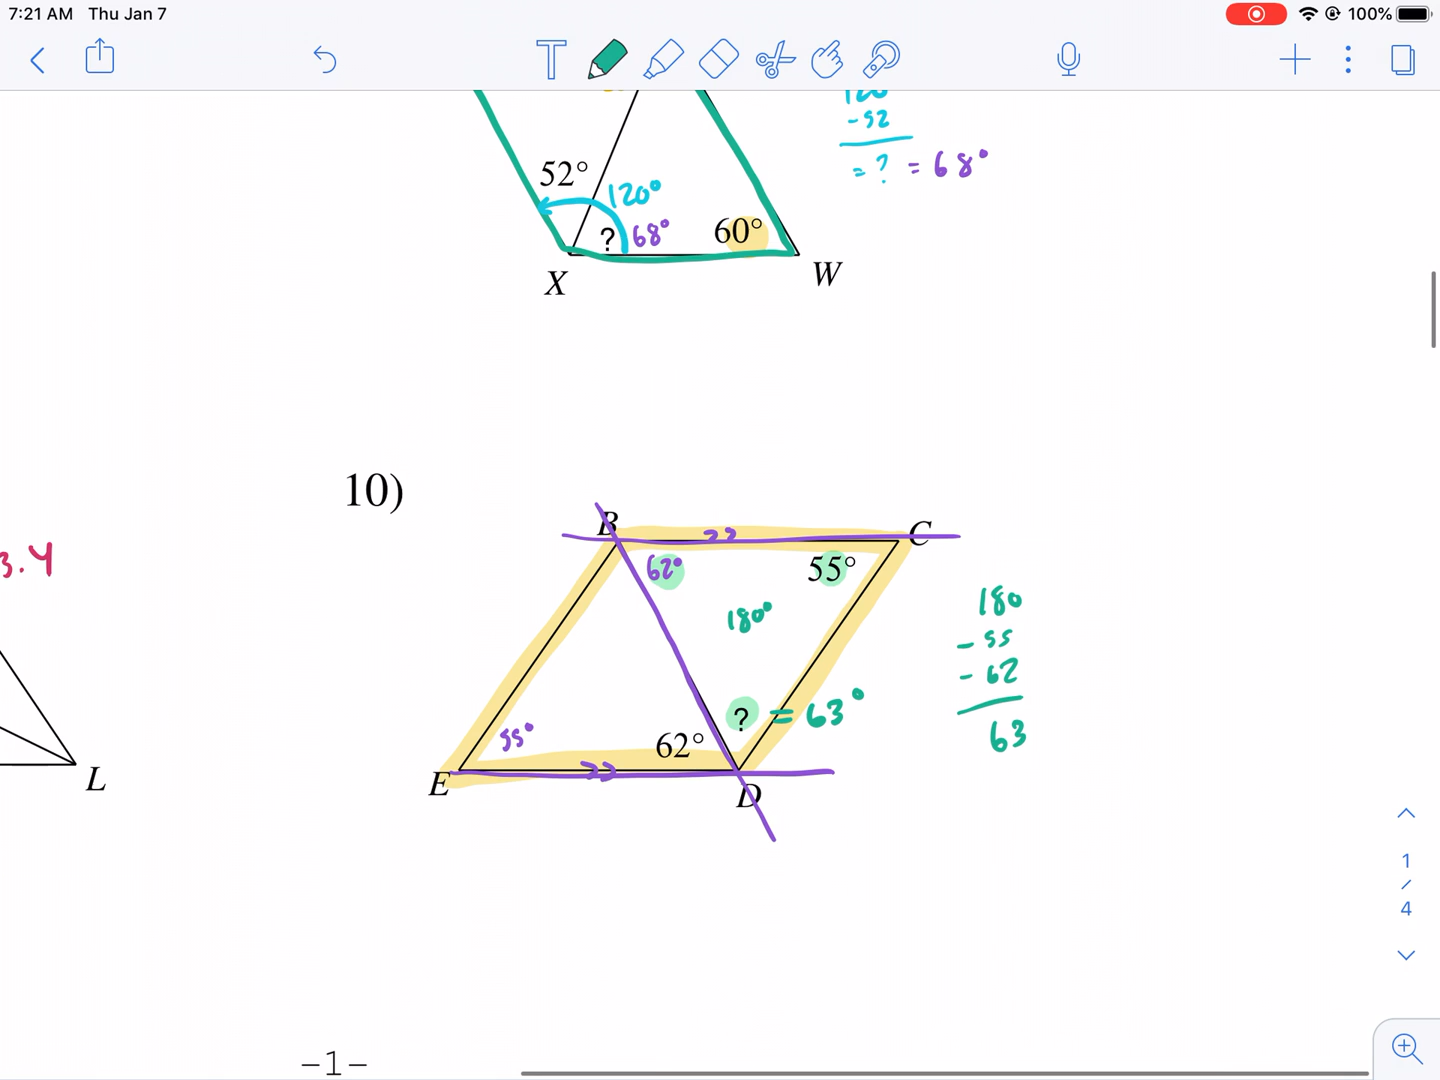 7:21 AM Thu Jan 7
100%
T
-52
= ? = 68°
52°
120°
? 68°
60°
X
W
10)
3.4
B
C
62°
55°
180°
180
- 55
- 62
63
? = 63°
55°
62°
E
D
L
1
/
4
-1-